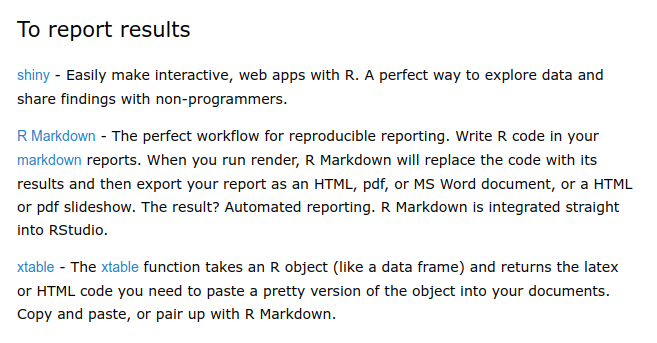 To report results
shiny - Easily make interactive, web apps with R. A perfect way to explore data and
share findings with non-programmers.
R Markdown - The perfect workflow for reproducible reporting. Write R code in your
markdown reports. When you run render, R Markdown will replace the code with its
results and then export your report as an HTML, pdf, or MS Word document, or a HTML
or pdf slideshow. The result? Automated reporting. R Markdown is integrated straight
into RStudio.
xtable - The xtable function takes an R object (like a data frame) and returns the latex
or HTML code you need to paste a pretty version of the object into your documents.
Copy and paste, or pair up with R Markdown.